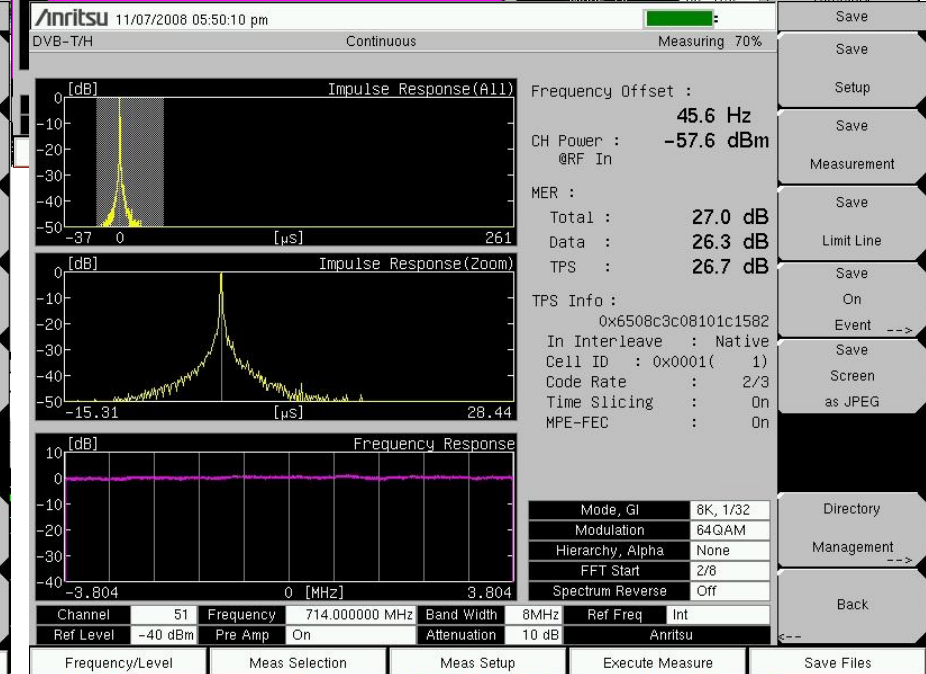 Anritsu 11/07/2008 05:50:10 pm
DVB-T/H Continuous Measuring 70%
[dB] Impulse Response(All)
0
-10
-20
-30
-40
-50
-37 0 [µS] 261
[dB] Impulse Response(Zoom)
0
-10
-20
-30
-40
-50
-15.31 [µS] 28.44
[dB] Frequency Response
10
0
-10
-20
-30
-40
-3.804 0 [MHz] 3.804
Frequency Offset :
45.6 Hz
CH Power : -57.6 dBm
@RF In
MER :
Total : 27.0 dB
Data : 26.3 dB
TPS : 26.7 dB
TPS Info :
0x6508c3c08101c1582
In Interleave : Native
Cell ID : 0x0001( 1)
Code Rate : 2/3
Time Slicing : On
MPE-FEC : On
Mode, GI 8K, 1/32
Modulation 64QAM
Hierarchy, Alpha None
FFT Start 2/8
Spectrum Reverse Off
Channel 51 Frequency 714.000000 MHz Band Width 8MHz Ref Freq Int
Ref Level -40 dBm Pre Amp On Attenuation 10 dB Anritsu
Frequency/Level Meas Selection Meas Setup Execute Measure Save Files
Save
Save
Setup
Save
Measurement
Save
Limit Line
Save
On
Event -->
Save
Screen
as JPEG
Directory
Management
-->
Back
<--